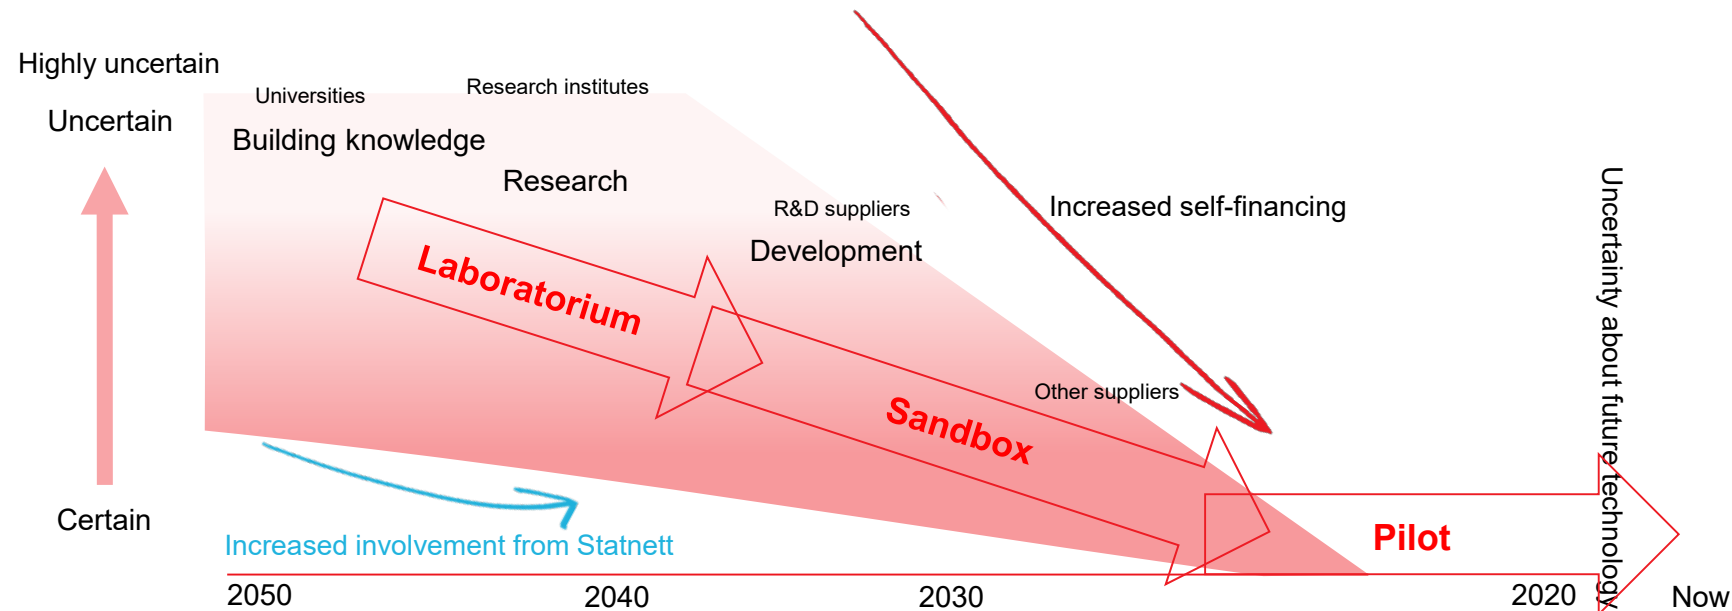 Highly uncertain
Uncertain
Certain
Universities
Research institutes
Building knowledge
Research
R&D suppliers
Development
Increased self-financing
Laboratorium
Other suppliers
Sandbox
Pilot
Uncertainty about future technology
Increased involvement from Statnett
2050
2040
2030
2020
Now